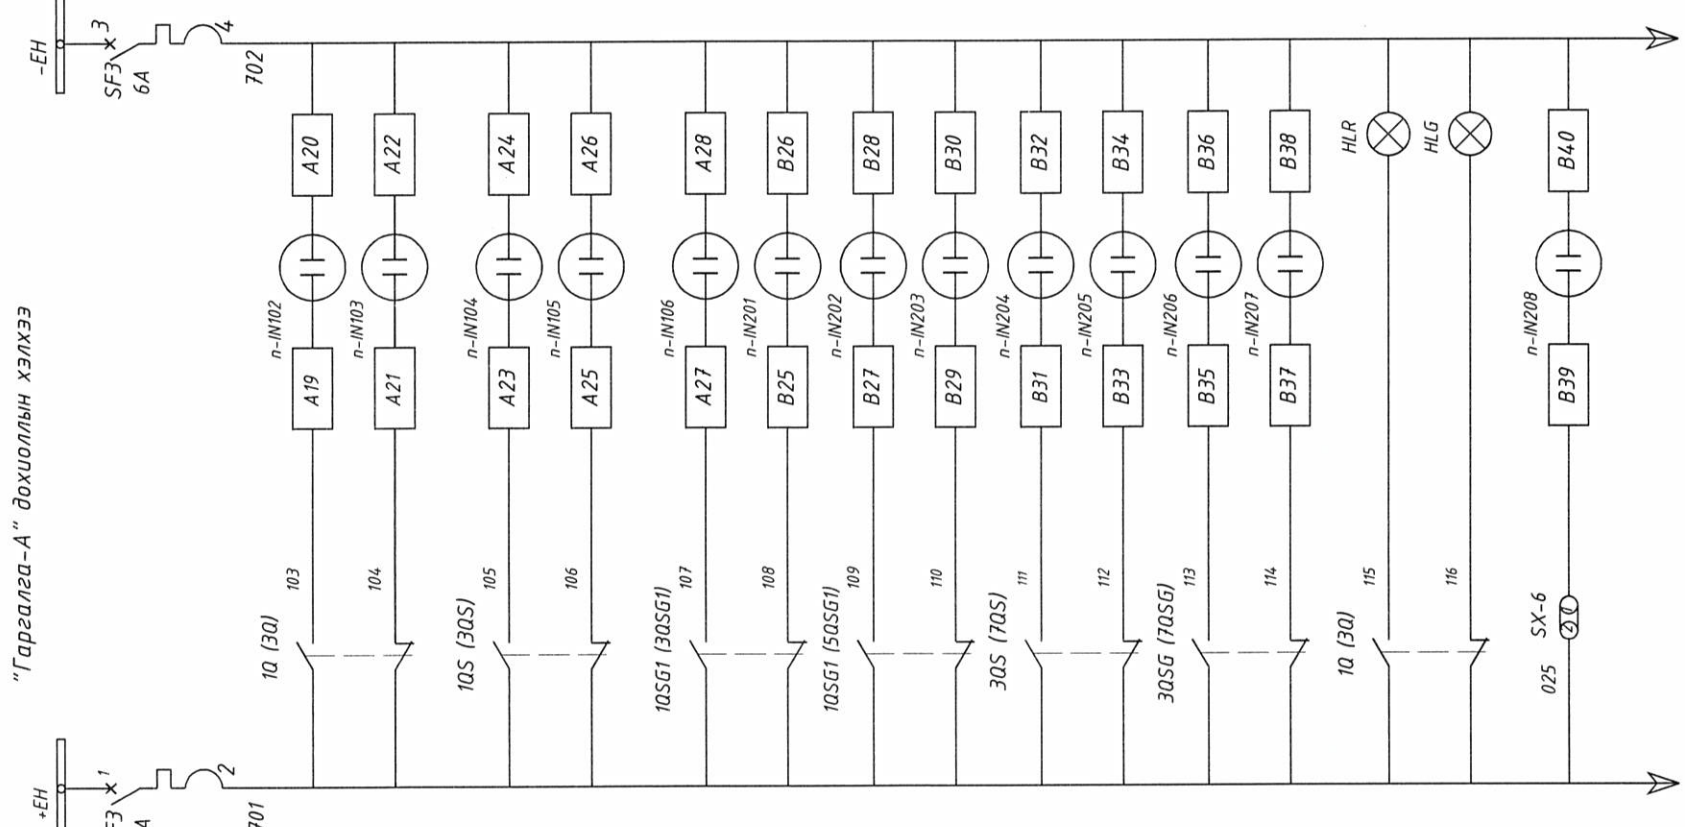 "Гаргалга-А" дохиоллын хэлхээ
-EH
3
4
SF3
6A
702
A20
A22
A24
A26
A28
B26
B28
B30
B32
B34
B36
B38
HLR
HLG
B40
n-IN102
n-IN103
n-IN104
n-IN105
n-IN106
n-IN201
n-IN202
n-IN203
n-IN204
n-IN205
n-IN206
n-IN207
n-IN208
A19
A21
A23
A25
A27
B25
B27
B29
B31
B33
B35
B37
B39
103
104
105
106
107
108
109
110
111
112
113
114
115
116
1Q (3Q)
1QS (3QS)
1QSG1 (3QSG1)
1QSG1 (5QSG1)
3QS (7QS)
3QSG (7QSG)
1Q (3Q)
SX-6
2
1
025
+EH
1
2
701